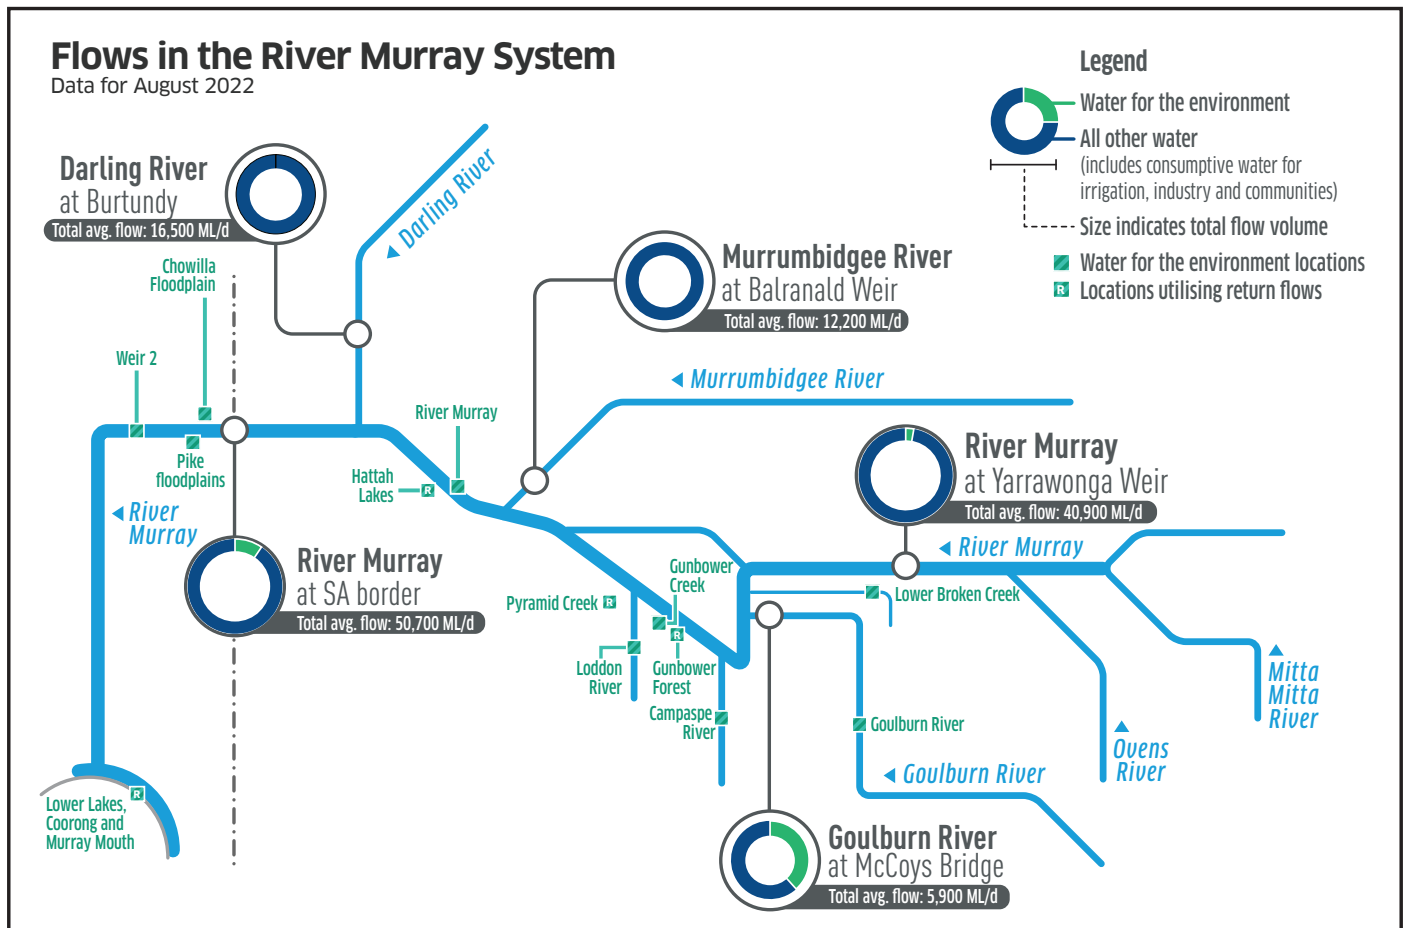 Flows in the River Murray System
Data for August 2022
Legend
Water for the environment
All other water
(includes consumptive water for
irrigation, industry and communities)
Size indicates total flow volume
Water for the environment locations
R
Locations utilising return flows
Darling River
at Burtundy
Total avg. flow: 16,500 ML/d
Darling River
Murrumbidgee River
at Balranald Weir
Total avg. flow: 12,200 ML/d
Chowilla
Floodplain
Weir 2
Pike
floodplains
River Murray
Hattah
Lakes
R
Murrumbidgee River
River Murray
at Yarrawonga Weir
Total avg. flow: 40,900 ML/d
River
Murray
River Murray
at SA border
Total avg. flow: 50,700 ML/d
River Murray
Gunbower
Creek
Pyramid Creek
R
R
Lower Broken Creek
Loddon
River
Gunbower
Forest
Campaspe
River
Goulburn River
Mitta
Mitta
River
Ovens
River
Goulburn River
R
Lower Lakes,
Coorong and
Murray Mouth
Goulburn River
at McCoys Bridge
Total avg. flow: 5,900 ML/d